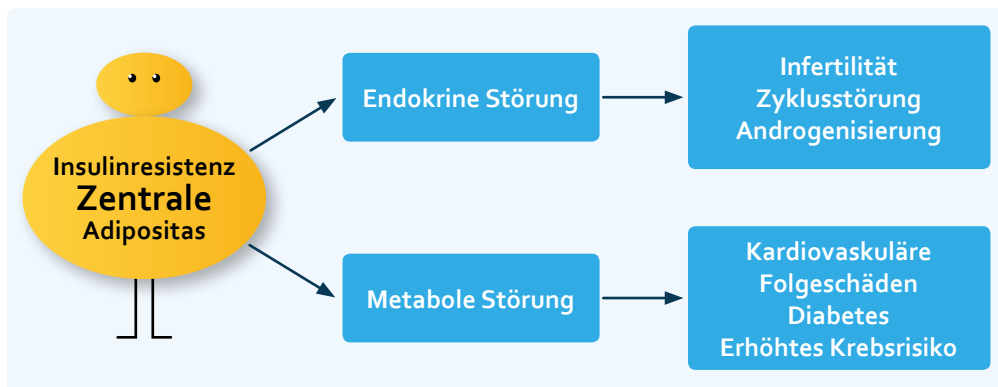 Insulinresistenz
Zentrale
Adipositas
Endokrine Störung
Infertilität
Zyklusstörung
Androgenisierung
Metabole Störung
Kardiovaskuläre
Folgeschäden
Diabetes
Erhöhtes Krebsrisiko